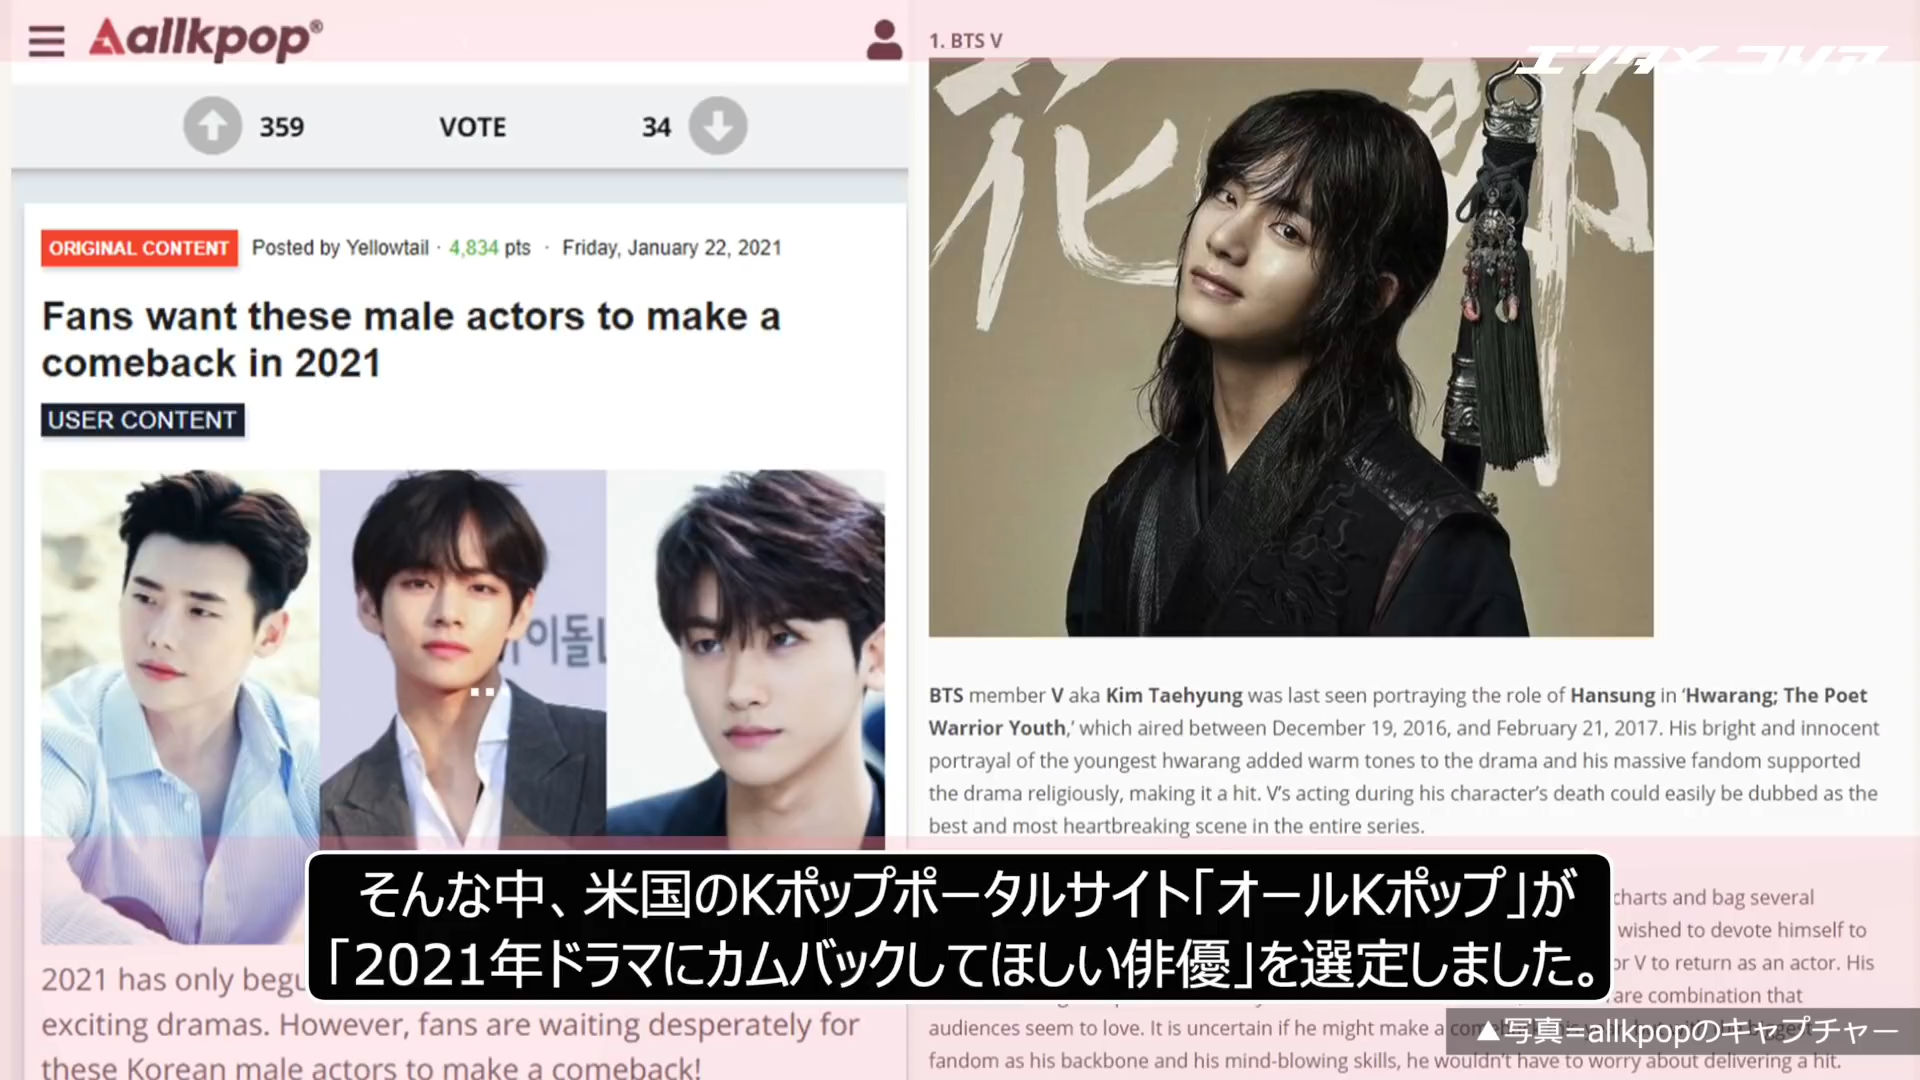 allkpop®
359 VOTE 34
ORIGINAL CONTENT Posted by Yellowtail · 4,834 pts · Friday, January 22, 2021
Fans want these male actors to make a
comeback in 2021
USER CONTENT
이돌
2021 has only begu
exciting dramas. However, fans are waiting desperately for
these Korean male actors to make a comeback!
1. BTS V
エンタメ コリア
花郎
BTS member V aka Kim Taehyung was last seen portraying the role of Hansung in ‘Hwarang; The Poet
Warrior Youth,’ which aired between December 19, 2016, and February 21, 2017. His bright and innocent
portrayal of the youngest hwarang added warm tones to the drama and his massive fandom supported
the drama religiously, making it a hit. V’s acting during his character’s death could easily be dubbed as the
best and most heartbreaking scene in the entire series.
charts and bag several
wished to devote himself to
or V to return as an actor. His
are combination that
audiences seem to love. It is uncertain if he might make a
fandom as his backbone and his mind-blowing skills, he wouldn’t have to worry about delivering a hit.
そんな中、米国のKポップポータルサイト「オールKポップ」が
「2021年ドラマにカムバックしてほしい俳優」を選定しました。
▲写真=allkpopのキャプチャー